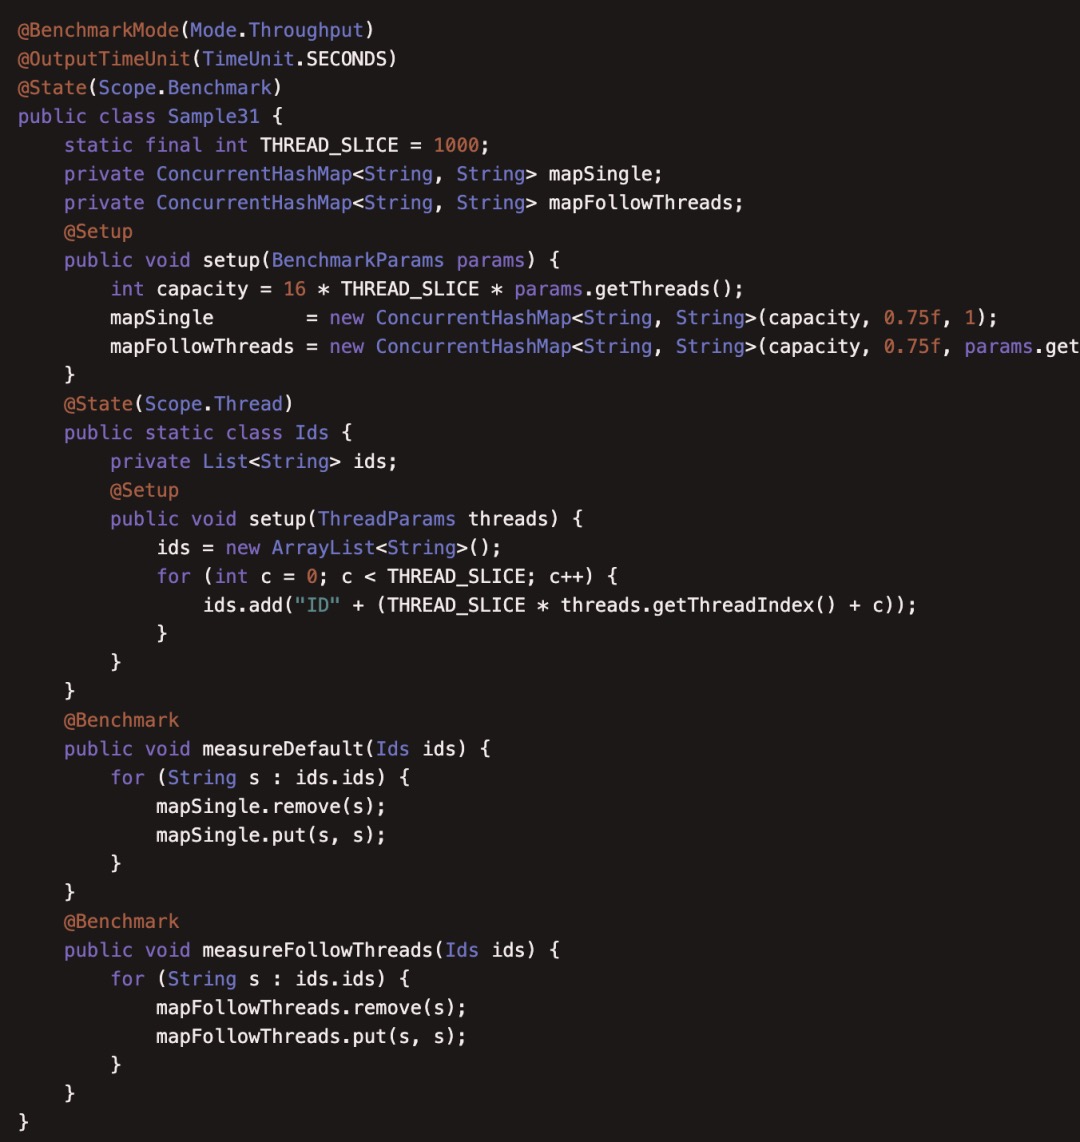 @BenchmarkMode(Mode.Throughput)
@OutputTimeUnit(TimeUnit.SECONDS)
@State(Scope.Benchmark)
public class Sample31 {
    static final int THREAD_SLICE = 1000;
    private ConcurrentHashMap<String, String> mapSingle;
    private ConcurrentHashMap<String, String> mapFollowThreads;
    @Setup
    public void setup(BenchmarkParams params) {
        int capacity = 16 * THREAD_SLICE * params.getThreads();
        mapSingle        = new ConcurrentHashMap<String, String>(capacity, 0.75f, 1);
        mapFollowThreads = new ConcurrentHashMap<String, String>(capacity, 0.75f, params.get
    }
    @State(Scope.Thread)
    public static class Ids {
        private List<String> ids;
        @Setup
        public void setup(ThreadParams threads) {
            ids = new ArrayList<String>();
            for (int c = 0; c < THREAD_SLICE; c++) {
                ids.add("ID" + (THREAD_SLICE * threads.getThreadIndex() + c));
            }
        }
    }
    @Benchmark
    public void measureDefault(Ids ids) {
        for (String s : ids.ids) {
            mapSingle.remove(s);
            mapSingle.put(s, s);
        }
    }
    @Benchmark
    public void measureFollowThreads(Ids ids) {
        for (String s : ids.ids) {
            mapFollowThreads.remove(s);
            mapFollowThreads.put(s, s);
        }
    }
}